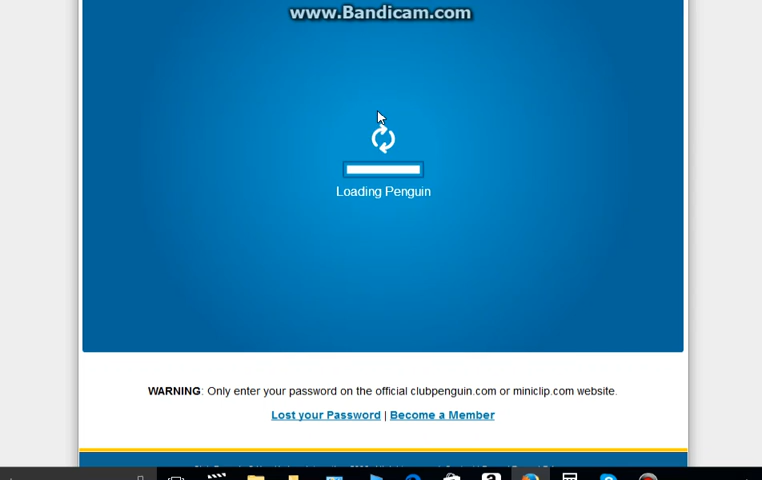 www.Bandicam.com
Loading Penguin
WARNING: Only enter your password on the official clubpenguin.com or miniclip.com website.
Lost your Password | Become a Member